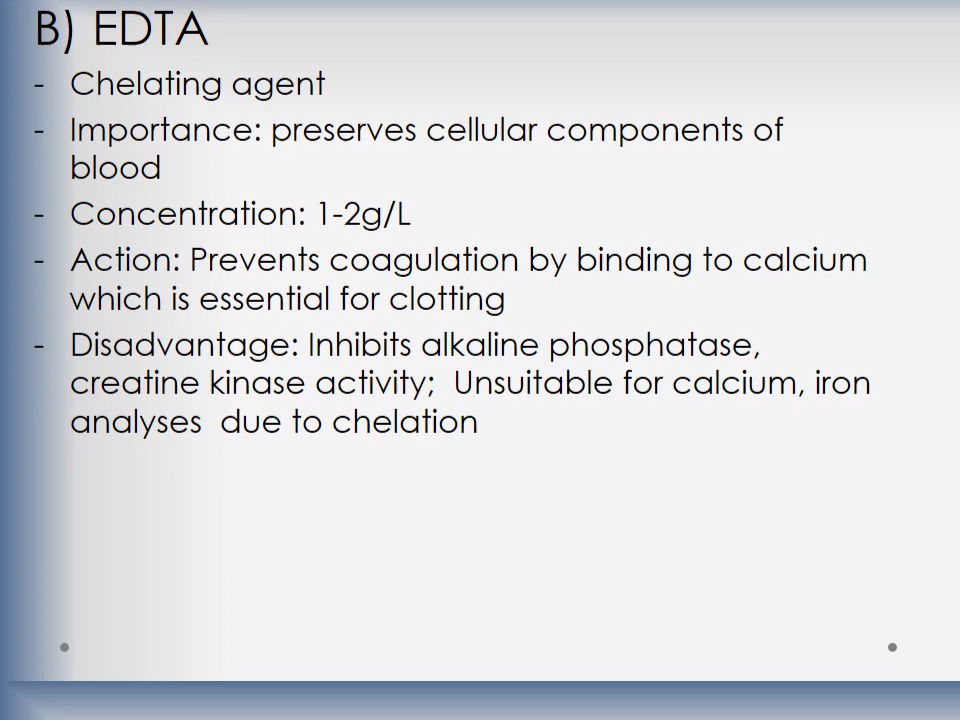 B) EDTA
- Chelating agent
- Importance: preserves cellular components of
blood
- Concentration: 1-2g/L
- Action: Prevents coagulation by binding to calcium
which is essential for clotting
- Disadvantage: Inhibits alkaline phosphatase,
creatine kinase activity;  Unsuitable for calcium, iron
analyses  due to chelation